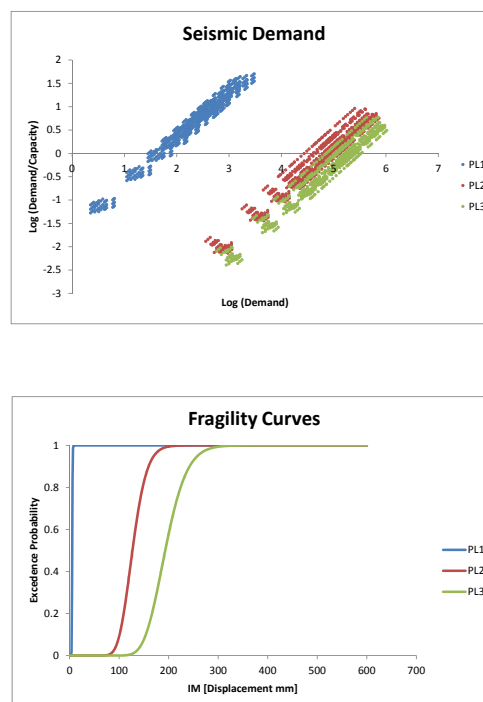 Seismic Demand
Log (Demand/Capacity)
2
1.5
1
0.5
0
-0.5
-1
-1.5
-2
-2.5
-3
0 1 2 3 4 5 6 7
Log (Demand)
PL1
PL2
PL3
Fragility Curves
Excedence Probability
1
0.8
0.6
0.4
0.2
0
0 100 200 300 400 500 600 700
IM [Displacement mm]
PL1
PL2
PL3